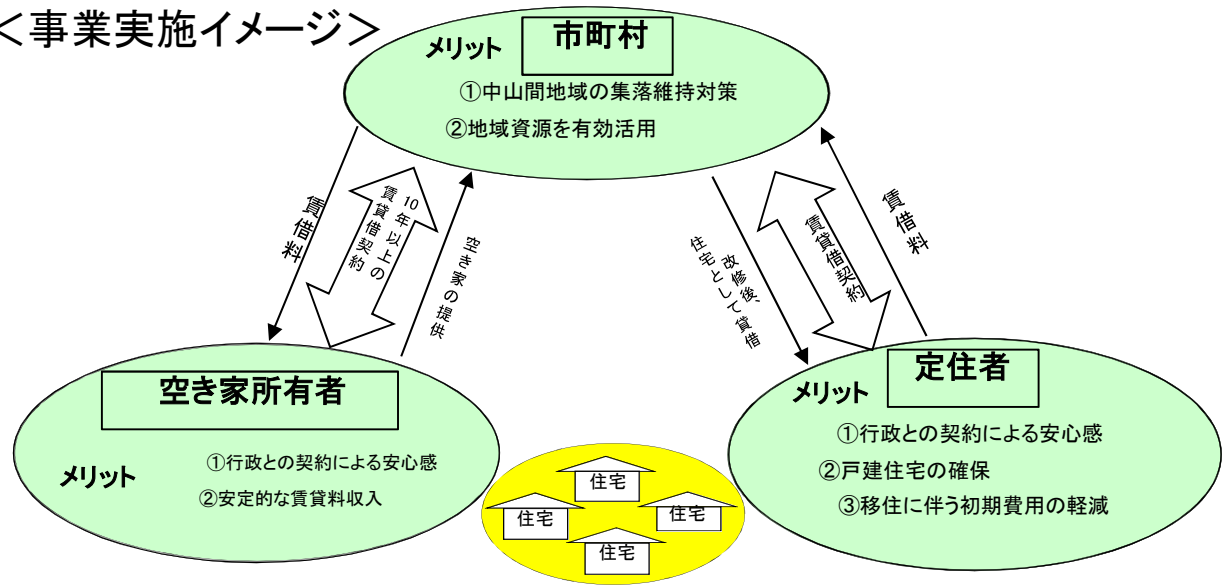 ＜事業実施イメージ＞
メリット
市町村
①中山間地域の集落維持対策
②地域資源を有効活用
賃借料
10年以上の
賃貸借契約
空き家の提供
改修後、
住宅として貸借
賃貸借契約
賃借料
空き家所有者
メリット
①行政との契約による安心感
②安定的な賃貸料収入
住宅
住宅
住宅
住宅
定住者
メリット
①行政との契約による安心感
②戸建住宅の確保
③移住に伴う初期費用の軽減